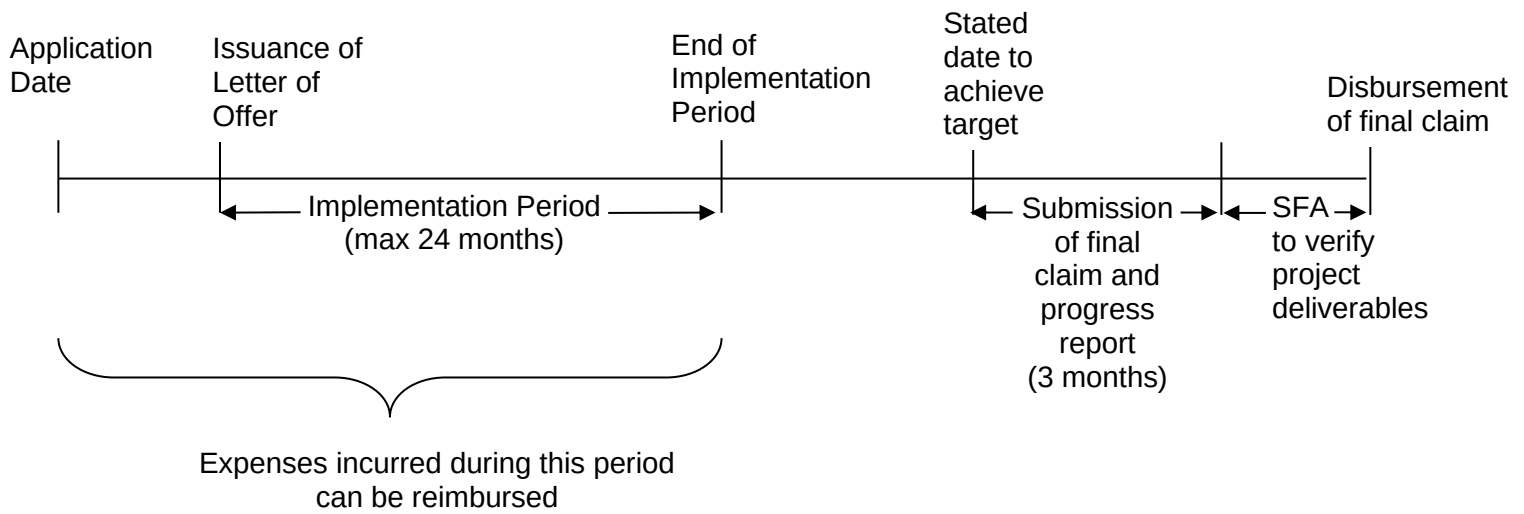 Application
Date
Issuance of
Letter of
Offer
End of
Implementation
Period
Stated
date to
achieve
target
Disbursement
of final claim
Implementation Period
(max 24 months)
Submission
of final
claim and
progress
report
(3 months)
SFA
to verify
project
deliverables
Expenses incurred during this period
can be reimbursed